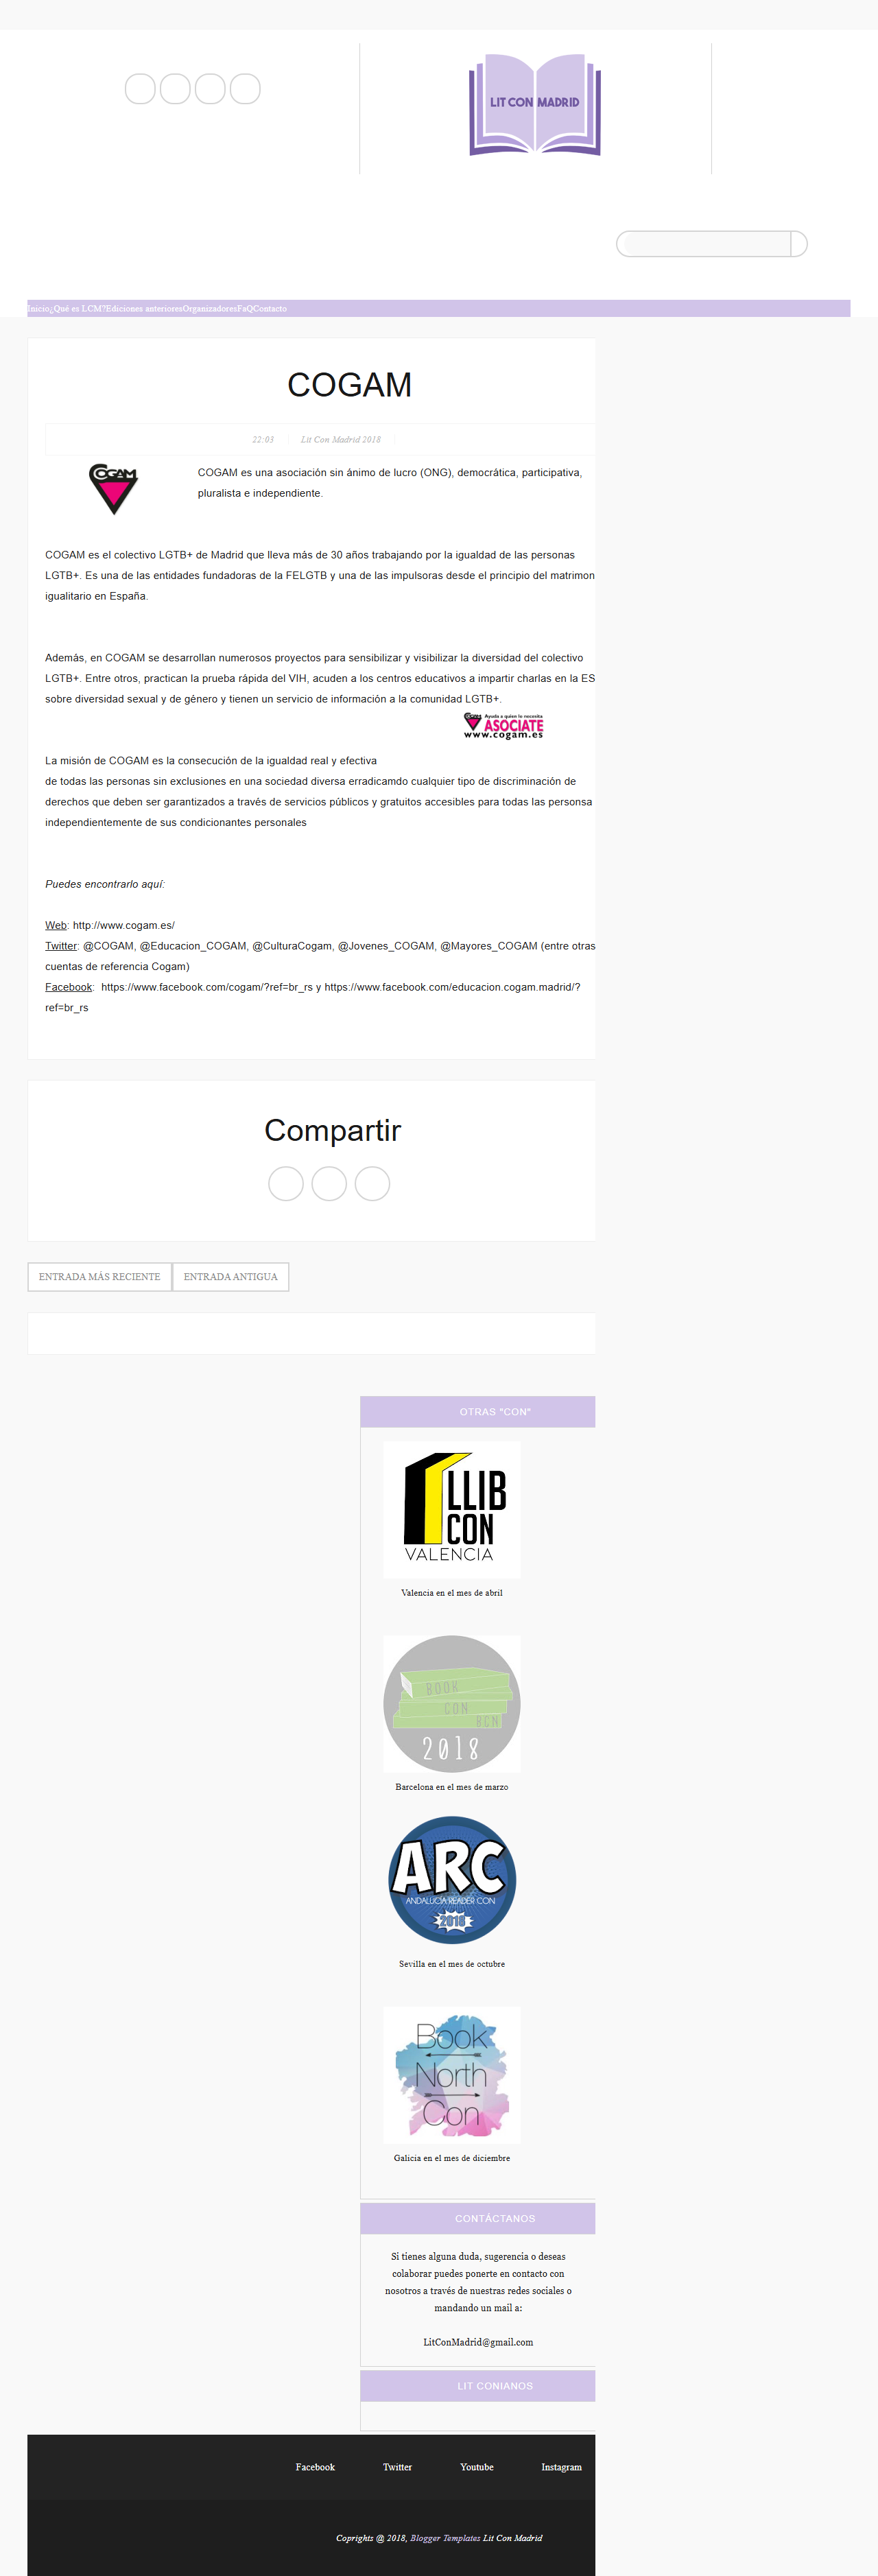 LIT CON MADRID
Inicio¿Qué es LCM?Ediciones anterioresOrganizadoresFaQContacto
COGAM
22:03 Lit Con Madrid 2018
COGAM
COGAM es una asociación sin ánimo de lucro (ONG), democrática, participativa,
pluralista e independiente.
COGAM es el colectivo LGTB+ de Madrid que lleva más de 30 años trabajando por la igualdad de las personas
LGTB+. Es una de las entidades fundadoras de la FELGTB y una de las impulsoras desde el principio del matrimon
igualitario en España.
Además, en COGAM se desarrollan numerosos proyectos para sensibilizar y visibilizar la diversidad del colectivo
LGTB+. Entre otros, practican la prueba rápida del VIH, acuden a los centros educativos a impartir charlas en la ES
sobre diversidad sexual y de género y tienen un servicio de información a la comunidad LGTB+.
COGAM Ayuda a quien lo necesita
ASOCIATE
www.cogam.es
La misión de COGAM es la consecución de la igualdad real y efectiva
de todas las personas sin exclusiones en una sociedad diversa erradicamdo cualquier tipo de discriminación de
derechos que deben ser garantizados a través de servicios públicos y gratuitos accesibles para todas las personsa
independientemente de sus condicionantes personales
Puedes encontrarlo aquí:
Web: http://www.cogam.es/
Twitter: @COGAM, @Educacion_COGAM, @CulturaCogam, @Jovenes_COGAM, @Mayores_COGAM (entre otras
cuentas de referencia Cogam)
Facebook:  https://www.facebook.com/cogam/?ref=br_rs y https://www.facebook.com/educacion.cogam.madrid/?
ref=br_rs
Compartir
ENTRADA MÁS RECIENTE ENTRADA ANTIGUA
OTRAS "CON"
LLIB
CON
VALENCIA
Valencia en el mes de abril
BOOK
CON
BCN
2018
Barcelona en el mes de marzo
ARC
ANDALUCÍA READER CON
2018
Sevilla en el mes de octubre
Book
North
Con
Galicia en el mes de diciembre
CONTÁCTANOS
Si tienes alguna duda, sugerencia o deseas
colaborar puedes ponerte en contacto con
nosotros a través de nuestras redes sociales o
mandando un mail a:
LitConMadrid@gmail.com
LIT CONIANOS
Facebook Twitter Youtube Instagram
Coprights @ 2018, Blogger Templates Lit Con Madrid